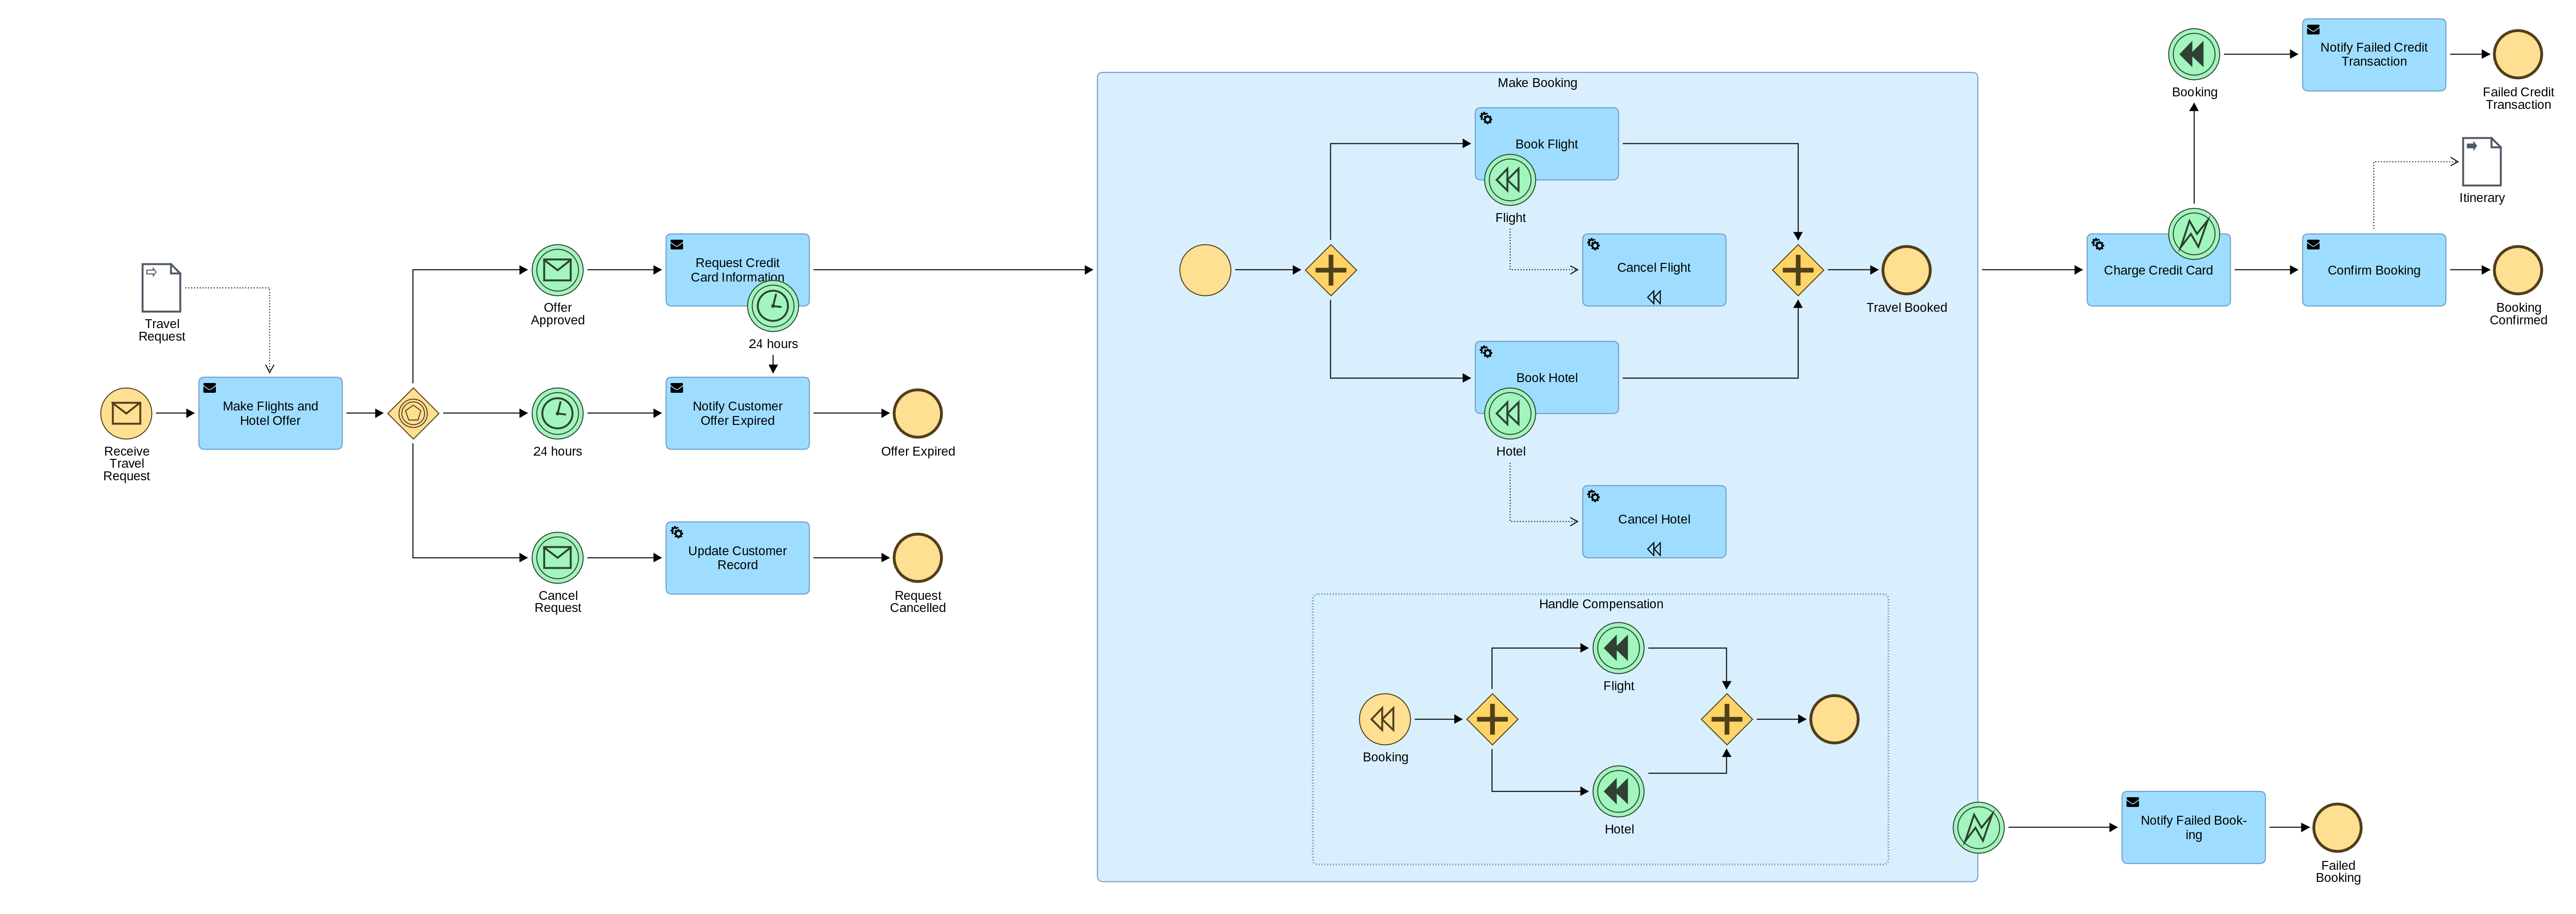 Travel
Request
Receive
Travel
Request
Make Flights and
Hotel Offer
Offer
Approved
Request Credit
Card Information
24 hours
24 hours
Notify Customer
Offer Expired
Offer Expired
Cancel
Request
Update Customer
Record
Request
Cancelled
Make Booking
Book Flight
Flight
Cancel Flight
Travel Booked
Book Hotel
Hotel
Cancel Hotel
Handle Compensation
Booking
Flight
Hotel
Booking
Notify Failed Credit
Transaction
Failed Credit
Transaction
Itinerary
Charge Credit Card
Confirm Booking
Booking
Confirmed
Notify Failed Book-
ing
Failed
Booking